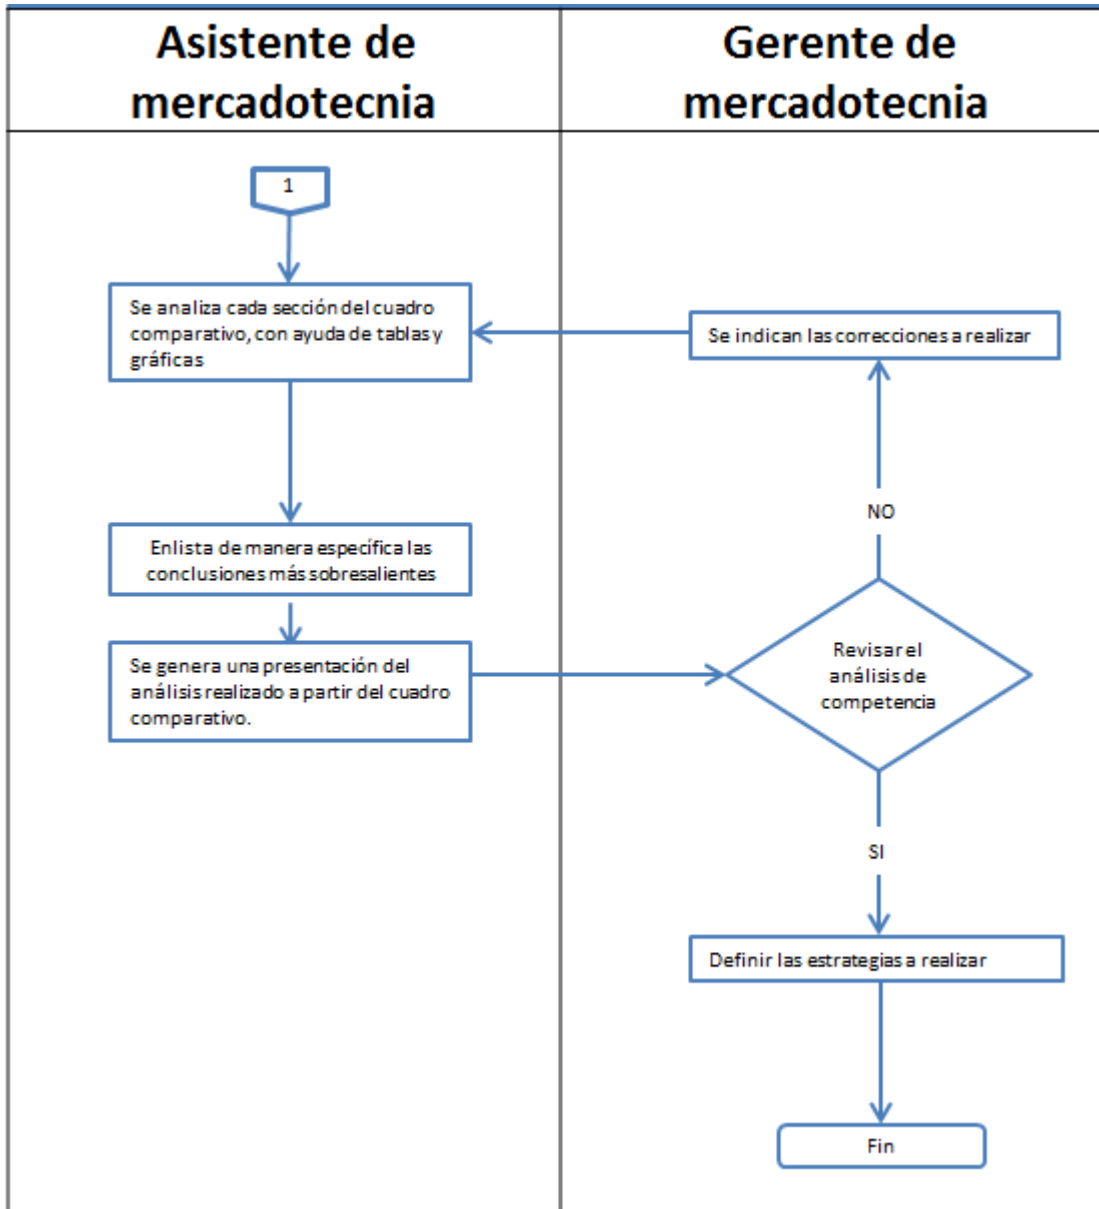 Asistente de
mercadotecnia
Gerente de
mercadotecnia
1
Se analiza cada sección del cuadro
comparativo, con ayuda de tablas y
gráficas
Se indican las correcciones a realizar
NO
Enlista de manera específica las
conclusiones más sobresalientes
Se genera una presentación del
análisis realizado a partir del cuadro
comparativo.
Revisar el
análisis de
competencia
SI
Definir las estrategias a realizar
Fin